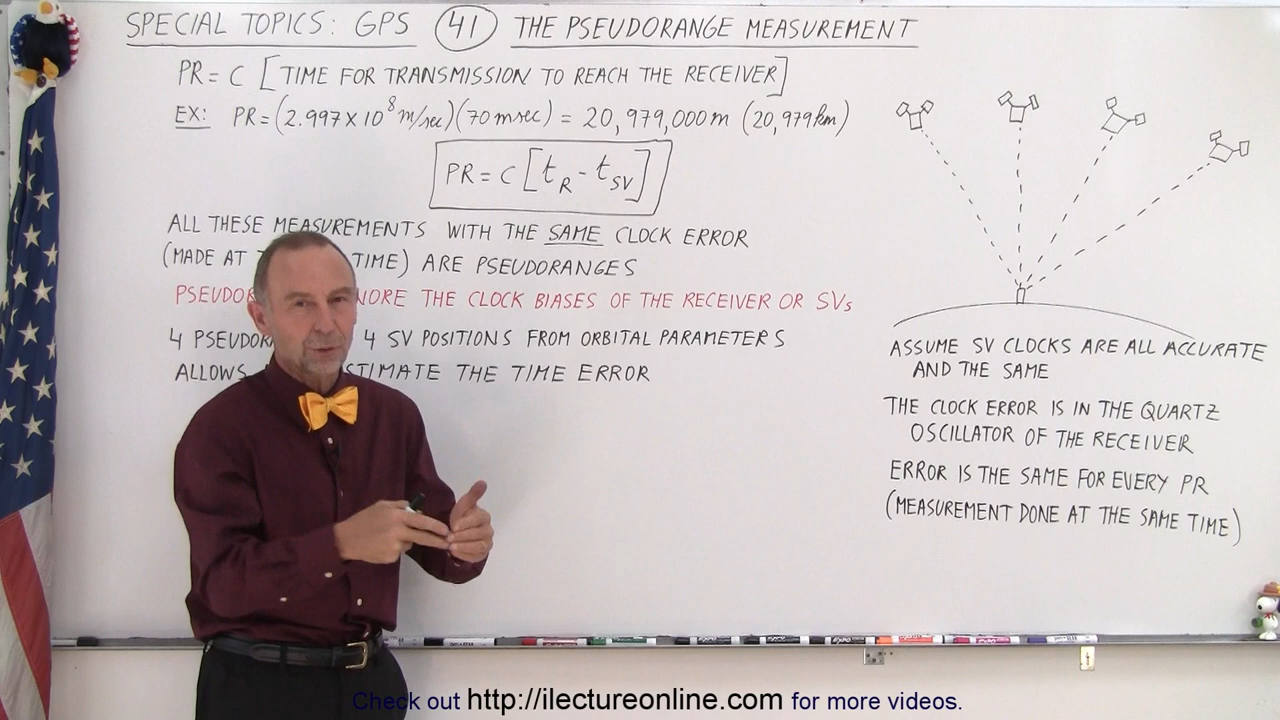 SPECIAL TOPICS: GPS 41 THE PSEUDORANGE MEASUREMENT
PR = C [TIME FOR TRANSMISSION TO REACH THE RECEIVER]
EX: PR = (2.997 X 10^8 m/sec)(70 msec) = 20,979,000 m (20,979 km)
PR = C [t_R - t_SV]
ALL THESE MEASUREMENTS WITH THE SAME CLOCK ERROR
(MADE AT TIME) ARE PSEUDORANGES
THE CLOCK BIASES OF THE RECEIVER OR SVs
4 4 SV POSITIONS FROM ORBITAL PARAMETERS
ALLOWS THE TIME ERROR
ASSUME SV CLOCKS ARE ALL ACCURATE
AND THE SAME
THE CLOCK ERROR IS IN THE QUARTZ
OSCILLATOR OF THE RECEIVER
ERROR IS THE SAME FOR EVERY PR
(MEASUREMENT DONE AT THE SAME TIME)
Check out http://ilectureonline.com for more videos.